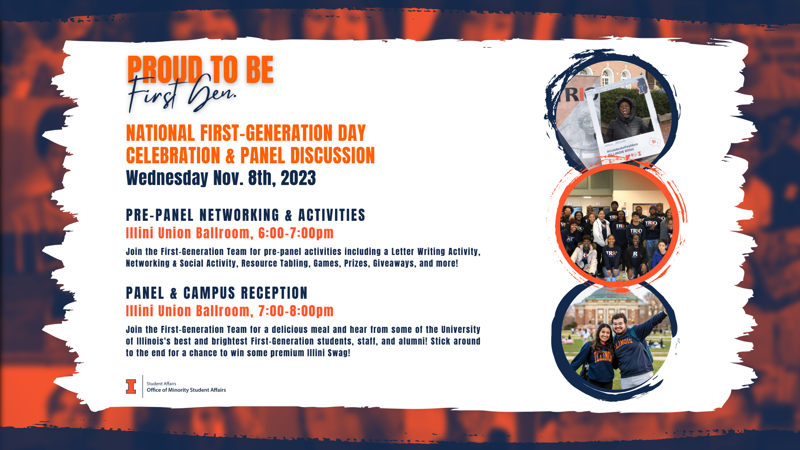 PROUD TO BE
First Gen.
NATIONAL FIRST-GENERATION DAY
CELEBRATION & PANEL DISCUSSION
Wednesday Nov. 8th, 2023
PRE-PANEL NETWORKING & ACTIVITIES
Illini Union Ballroom, 6:00-7:00pm
Join the First-Generation Team for pre-panel activities including a Letter Writing Activity,
Networking & Social Activity, Resource Tabling, Games, Prizes, Giveaways, and more!
PANEL & CAMPUS RECEPTION
Illini Union Ballroom, 7:00-8:00pm
Join the First-Generation Team for a delicious meal and hear from some of the University
of Illinois's best and brightest First-Generation students, staff, and alumni! Stick around
to the end for a chance to win some premium Illini Swag!
I
Student Affairs
Office of Minority Student Affairs
TRIO
TRIO
ILLINOIS
ILLINOIS